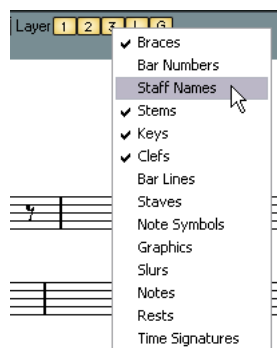 Layer 1 2 3 L G
Braces
Bar Numbers
Staff Names
Stems
Keys
Clefs
Bar Lines
Staves
Note Symbols
Graphics
Slurs
Notes
Rests
Time Signatures